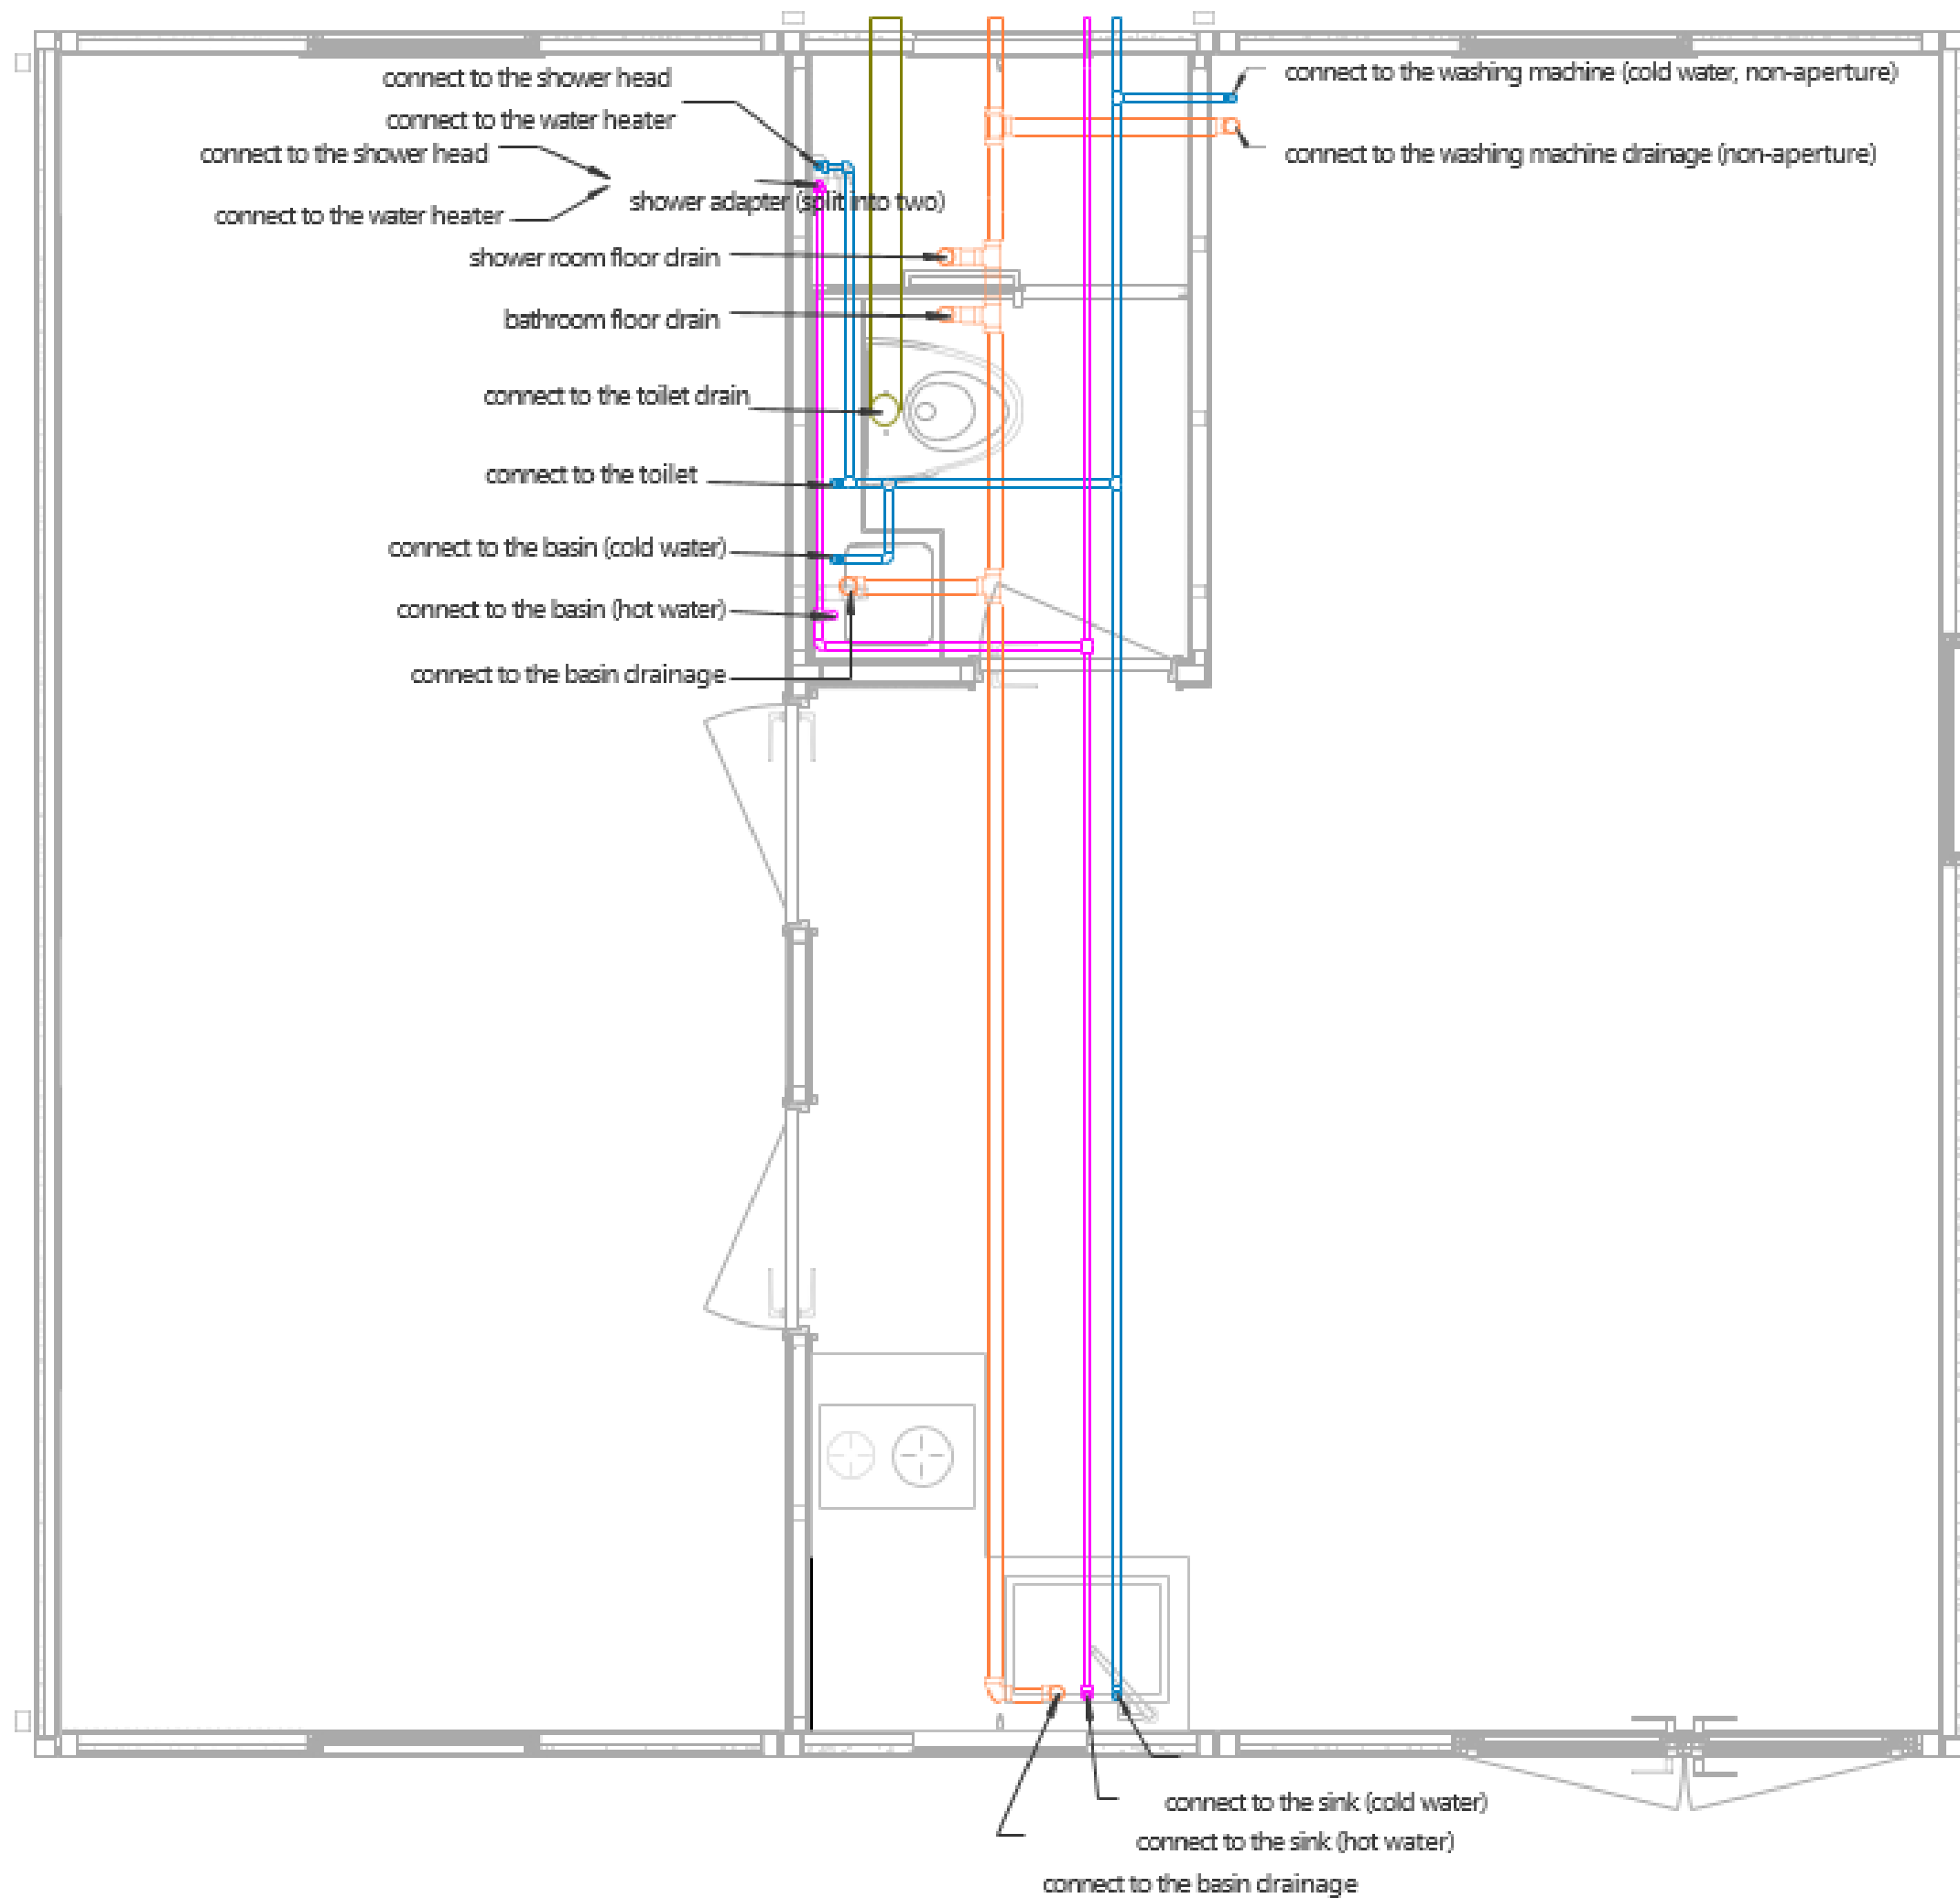 connect to the shower head
connect to the water heater
connect to the shower head
connect to the water heater
shower adapter (split into two)
shower room floor drain
bathroom floor drain
connect to the toilet drain
connect to the toilet
connect to the basin (cold water)
connect to the basin (hot water)
connect to the basin drainage
connect to the washing machine (cold water, non-aperture)
connect to the washing machine drainage (non-aperture)
connect to the sink (cold water)
connect to the sink (hot water)
connect to the basin drainage